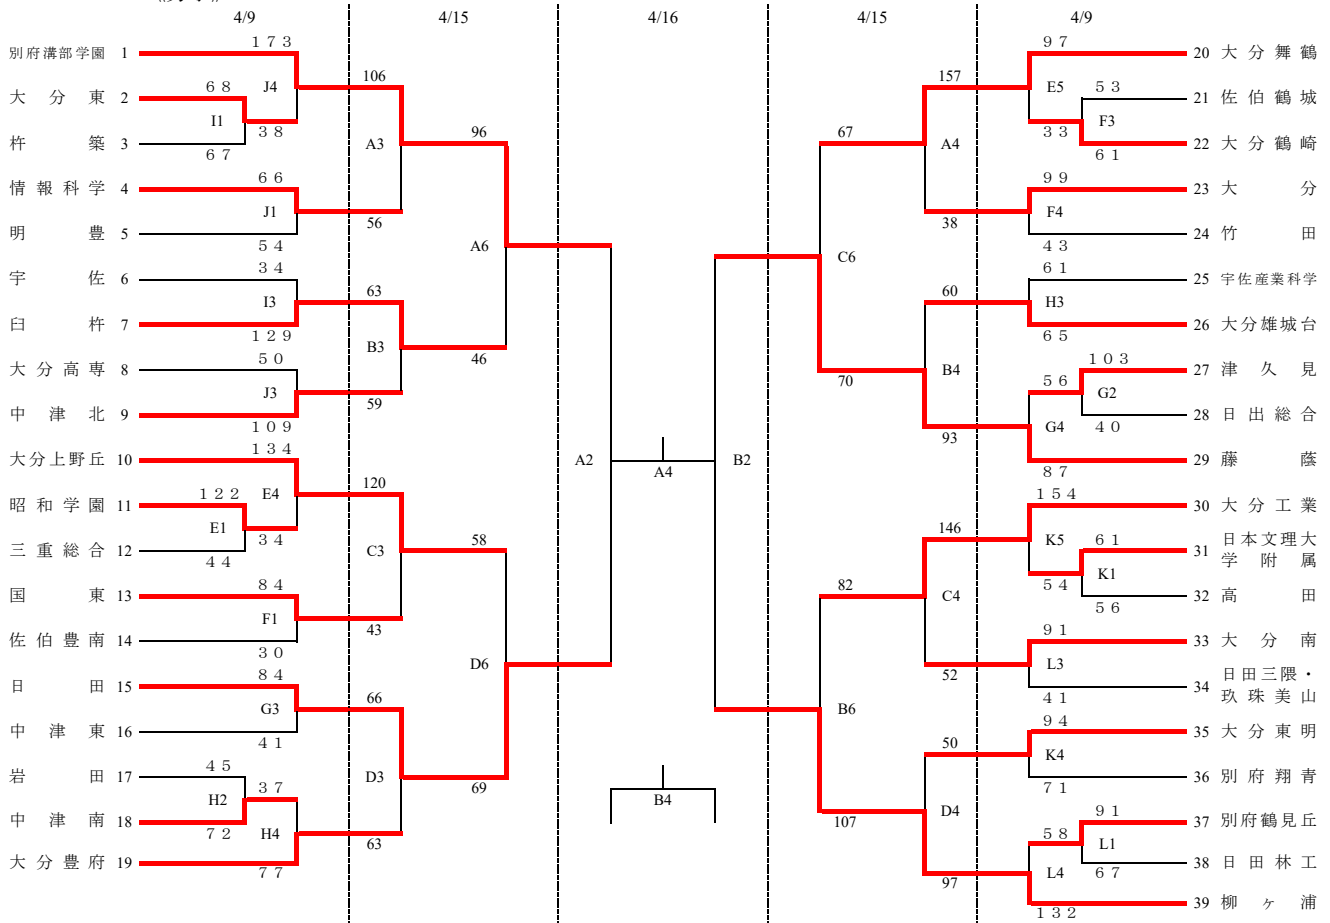 4/9
4/15
4/16
4/15
4/9
別府溝部学園 1
大分東 2
杵築 3
情報科学 4
明豊 5
宇佐 6
臼杵 7
大分高専 8
中津北 9
大分上野丘 10
昭和学園 11
三重総合 12
国東 13
佐伯豊南 14
日田 15
中津東 16
岩田 17
中津南 18
大分豊府 19
173
68
J4
I1
38
67
66
J1
54
34
I3
129
50
J3
109
134
122
E4
E1
34
44
84
F1
30
84
G3
41
45
37
H2
72
H4
77
106
A3
56
63
B3
59
120
C3
43
66
D3
63
96
A6
46
58
D6
69
A2
A4
B4
B2
67
C6
70
82
B6
107
157
A4
38
60
B4
93
146
C4
52
50
D4
97
97
E5
53
F3
33
61
99
F4
43
61
H3
65
103
56
G2
G4
40
87
154
K5
61
K1
54
56
91
L3
41
94
K4
71
91
58
L1
L4
67
132
20 大分舞鶴
21 佐伯鶴城
22 大分鶴崎
23 大分
24 竹田
25 宇佐産業科学
26 大分雄城台
27 津久見
28 日出総合
29 藤蔭
30 大分工業
31 日本文理大
学附属
32 高田
33 大分南
34 日田三隈・
玖珠美山
35 大分東明
36 別府翔青
37 別府鶴見丘
38 日田林工
39 柳ヶ浦